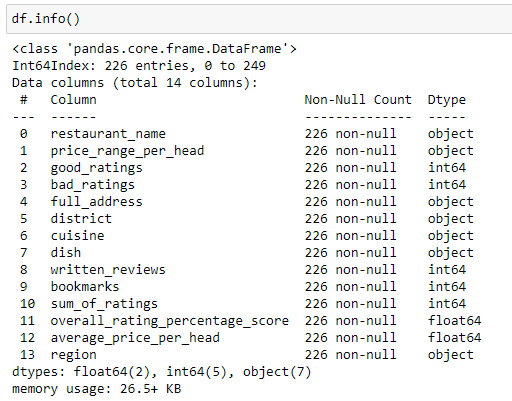 df.info()
<class 'pandas.core.frame.DataFrame'>
Int64Index: 226 entries, 0 to 249
Data columns (total 14 columns):
 #   Column                           Non-Null Count  Dtype
---  ------                           --------------  -----
 0   restaurant_name                  226 non-null    object
 1   price_range_per_head             226 non-null    object
 2   good_ratings                     226 non-null    int64
 3   bad_ratings                      226 non-null    int64
 4   full_address                     226 non-null    object
 5   district                         226 non-null    object
 6   cuisine                          226 non-null    object
 7   dish                             226 non-null    object
 8   written_reviews                  226 non-null    int64
 9   bookmarks                        226 non-null    int64
 10  sum_of_ratings                   226 non-null    int64
 11  overall_rating_percentage_score  226 non-null    float64
 12  average_price_per_head           226 non-null    float64
 13  region                           226 non-null    object
dtypes: float64(2), int64(5), object(7)
memory usage: 26.5+ KB